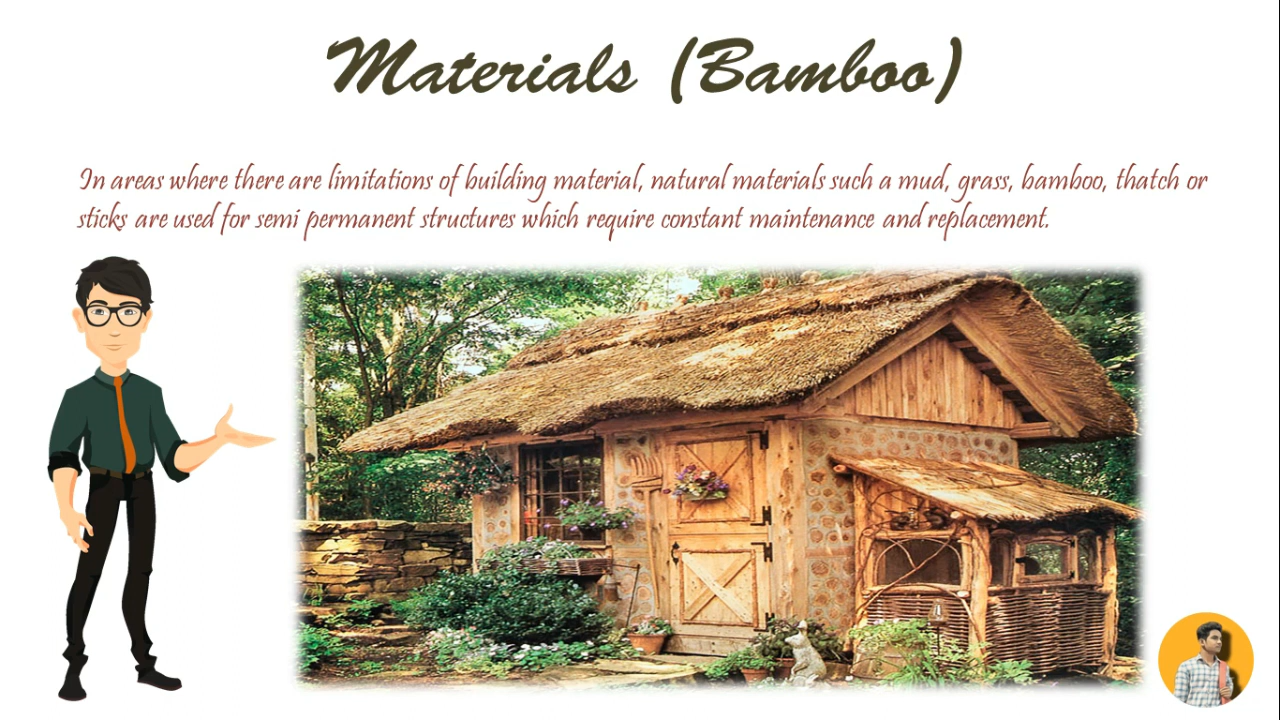 Materials (Bamboo)
In areas where there are limitations of building material, natural materials such a mud, grass, bamboo, thatch or
sticks are used for semi permanent structures which require constant maintenance and replacement.